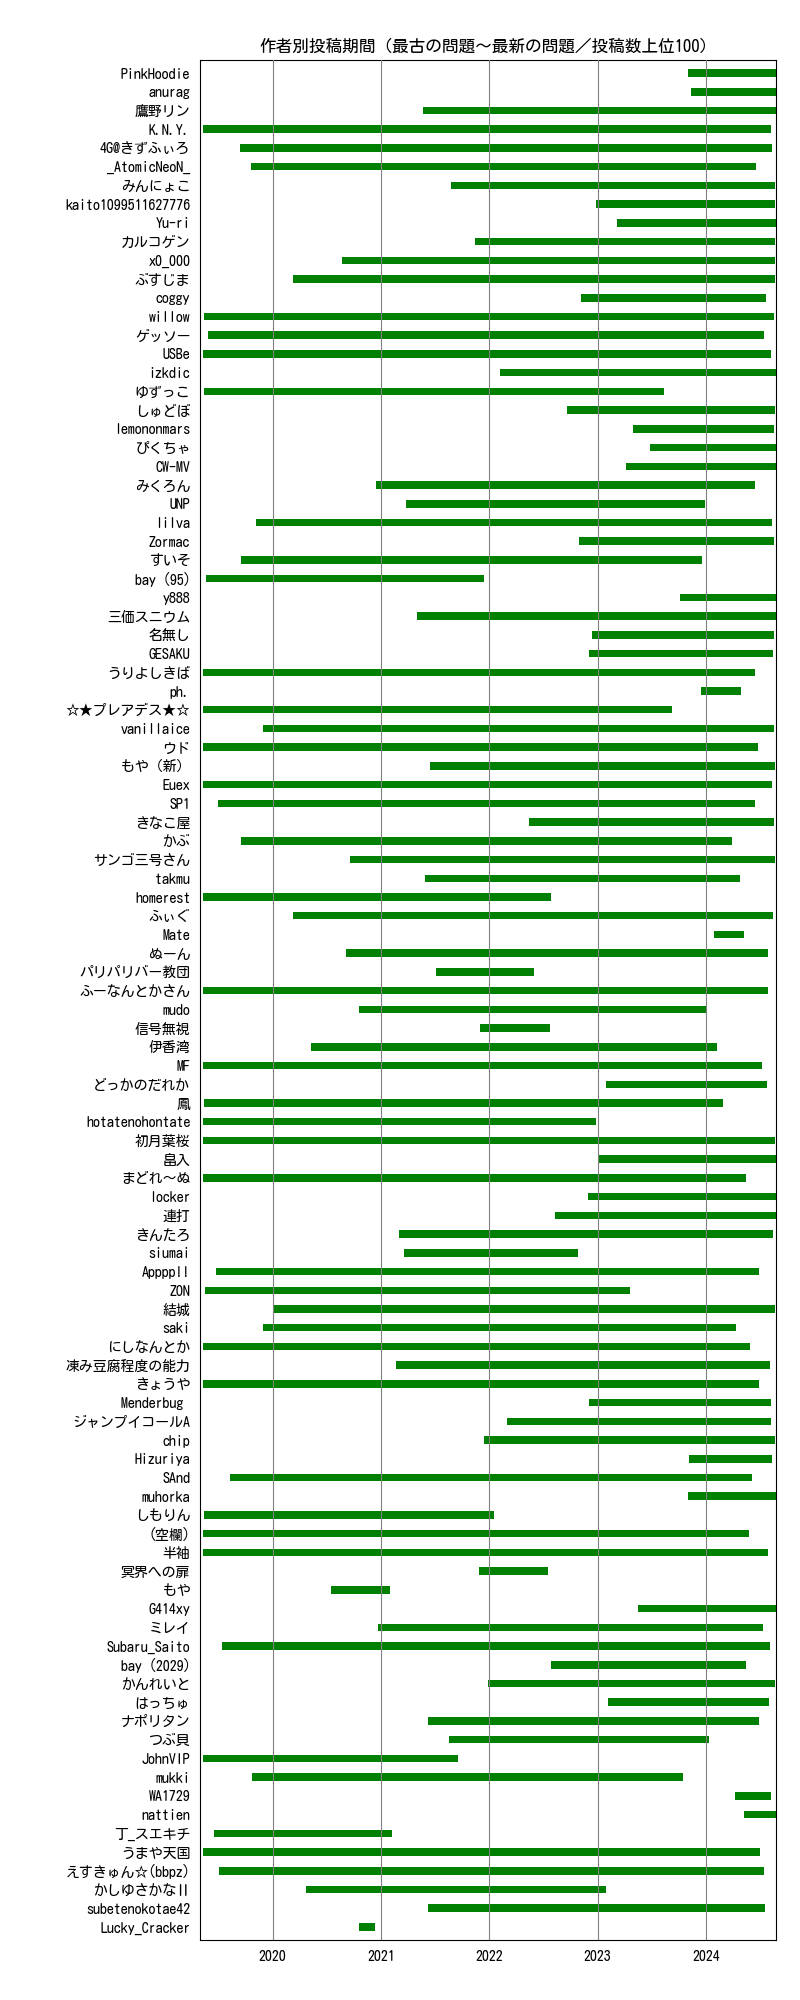 作者別投稿期間（最古の問題～最新の問題／投稿数上位100）
PinkHoodie
anurag
鷹野リン
K.N.Y.
4G@きずふぃろ
_AtomicNeoN_
みんにょこ
kaito1099511627776
Yu-ri
カルコゲン
x0_000
ぶすじま
coggy
willow
ゲッソー
USBe
izkdic
ゆずっこ
しゅどぼ
lemononmars
ぴくちゃ
CW-MV
みくろん
UNP
lilva
Zormac
すいそ
bay (95)
y888
三価スニウム
名無し
GESAKU
うりよしきば
ph.
☆★プレアデス★☆
vanillaice
ウド
もや（新）
Euex
SP1
きなこ屋
かぶ
サンゴ三号さん
takmu
homerest
ふぃぐ
Mate
ぬーん
パリパリバー教団
ふーなんとかさん
mudo
信号無視
伊香湾
MF
どっかのだれか
鳳
hotatenohontate
初月葉桜
畠入
まどれ～ぬ
locker
連打
きんたろ
siumai
AppppII
ZON
結城
saki
にしなんとか
凍み豆腐程度の能力
きょうや
Menderbug
ジャンプイコールA
chip
Hizuriya
SAnd
muhorka
しもりん
(空欄)
半袖
冥界への扉
もや
G414xy
ミレイ
Subaru_Saito
bay (2029)
かんれいと
はっちゅ
ナポリタン
つぶ貝
JohnVIP
mukki
WA1729
nattien
丁_スエキチ
うまや天国
えすきゅん☆(bbpz)
かしゆさかなⅡ
subetenokotae42
Lucky_Cracker
2020 2021 2022 2023 2024